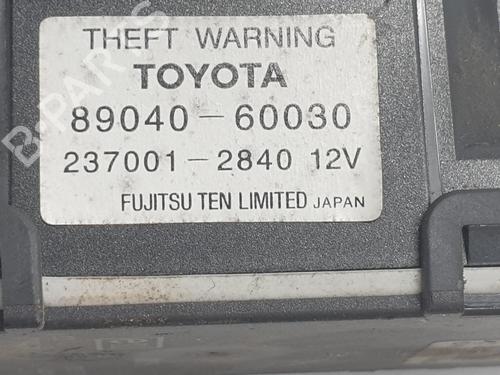 THEFT WARNING
TOYOTA
89040-60030
237001-2840 12V
FUJITSU TEN LIMITED JAPAN